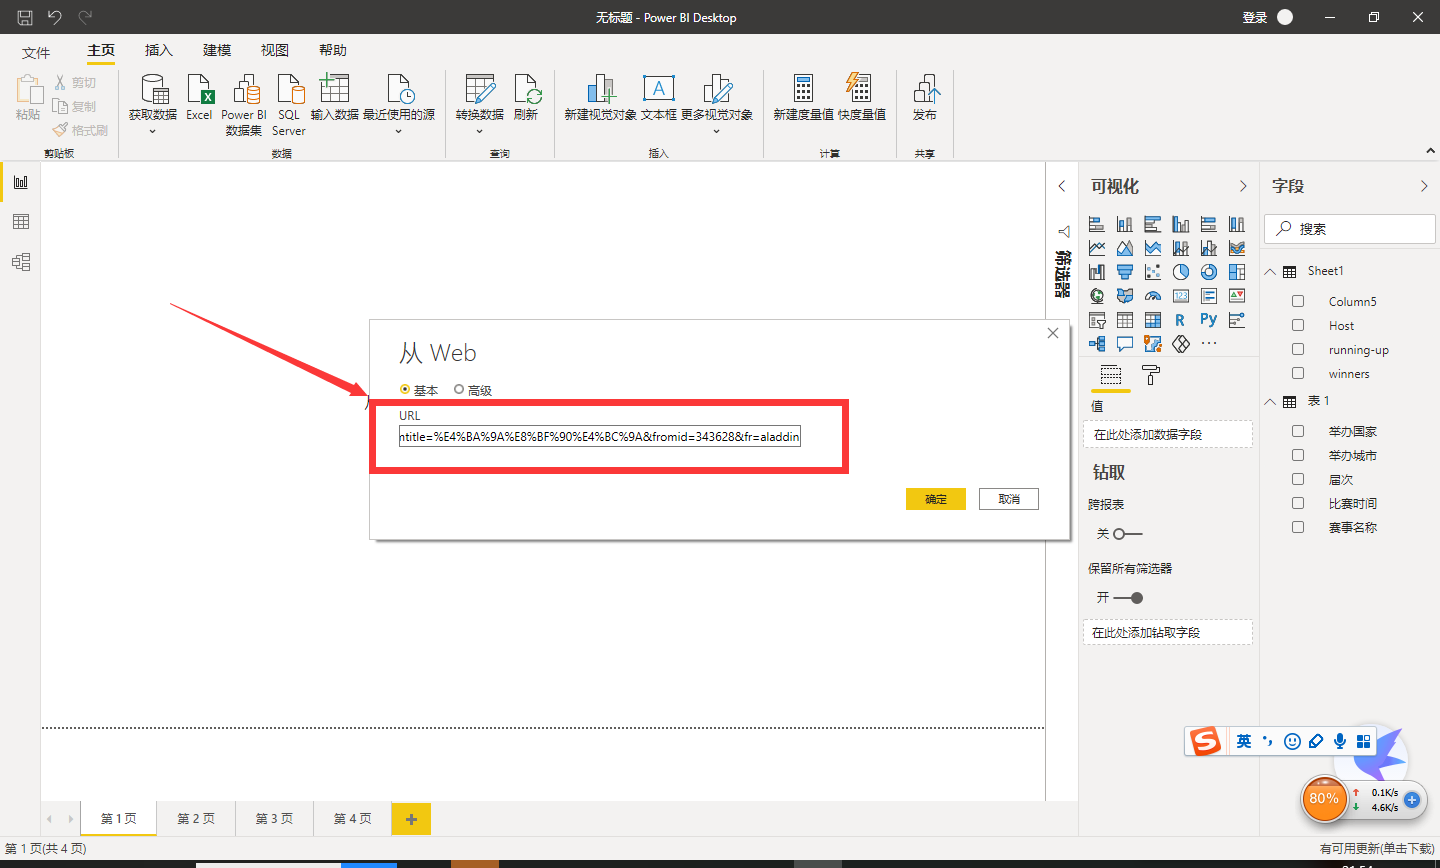 无标题 - Power BI Desktop
登录
文件
主页
插入
建模
视图
帮助
粘贴
剪切
复制
格式刷
剪贴板
获取数据
Excel
Power BI
数据集
SQL
Server
输入数据
最近使用的源
数据
转换数据
刷新
查询
新建视觉对象
文本框
更多视觉对象
插入
新建度量值
快度量值
计算
发布
共享
从 Web
基本
高级
URL
ntitle=%E4%BA%9A%E8%BF%90%E4%BC%9A&fromid=343628&fr=aladdin
确定
取消
筛选器
可视化
123
R
Py
值
在此处添加数据字段
钻取
跨报表
关
保留所有筛选器
开
在此处添加钻取字段
字段
搜索
Sheet1
Column5
Host
running-up
winners
表 1
举办国家
举办城市
届次
比赛时间
赛事名称
英
80%
0.1K/s
4.6K/s
第 1 页
第 2 页
第 3 页
第 4 页
第 1 页(共 4 页)
有可用更新(单击下载)